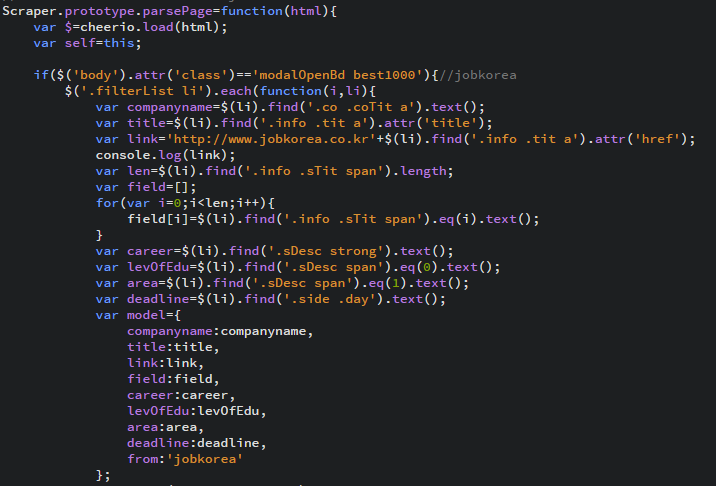 Scraper.prototype.parsePage=function(html){
    var $=cheerio.load(html);
    var self=this;

    if($('body').attr('class')=='modalOpenBd best1000'){//jobkorea
        $('.filterList li').each(function(i,li){
            var companyname=$(li).find('.co .coTit a').text();
            var title=$(li).find('.info .tit a').attr('title');
            var link='http://www.jobkorea.co.kr'+$(li).find('.info .tit a').attr('href');
            console.log(link);
            var len=$(li).find('.info .sTit span').length;
            var field=[];
            for(var i=0;i<len;i++){
                field[i]=$(li).find('.info .sTit span').eq(i).text();
            }
            var career=$(li).find('.sDesc strong').text();
            var levOfEdu=$(li).find('.sDesc span').eq(0).text();
            var area=$(li).find('.sDesc span').eq(1).text();
            var deadline=$(li).find('.side .day').text();
            var model={
                companyname:companyname,
                title:title,
                link:link,
                field:field,
                career:career,
                levOfEdu:levOfEdu,
                area:area,
                deadline:deadline,
                from:'jobkorea'
            };